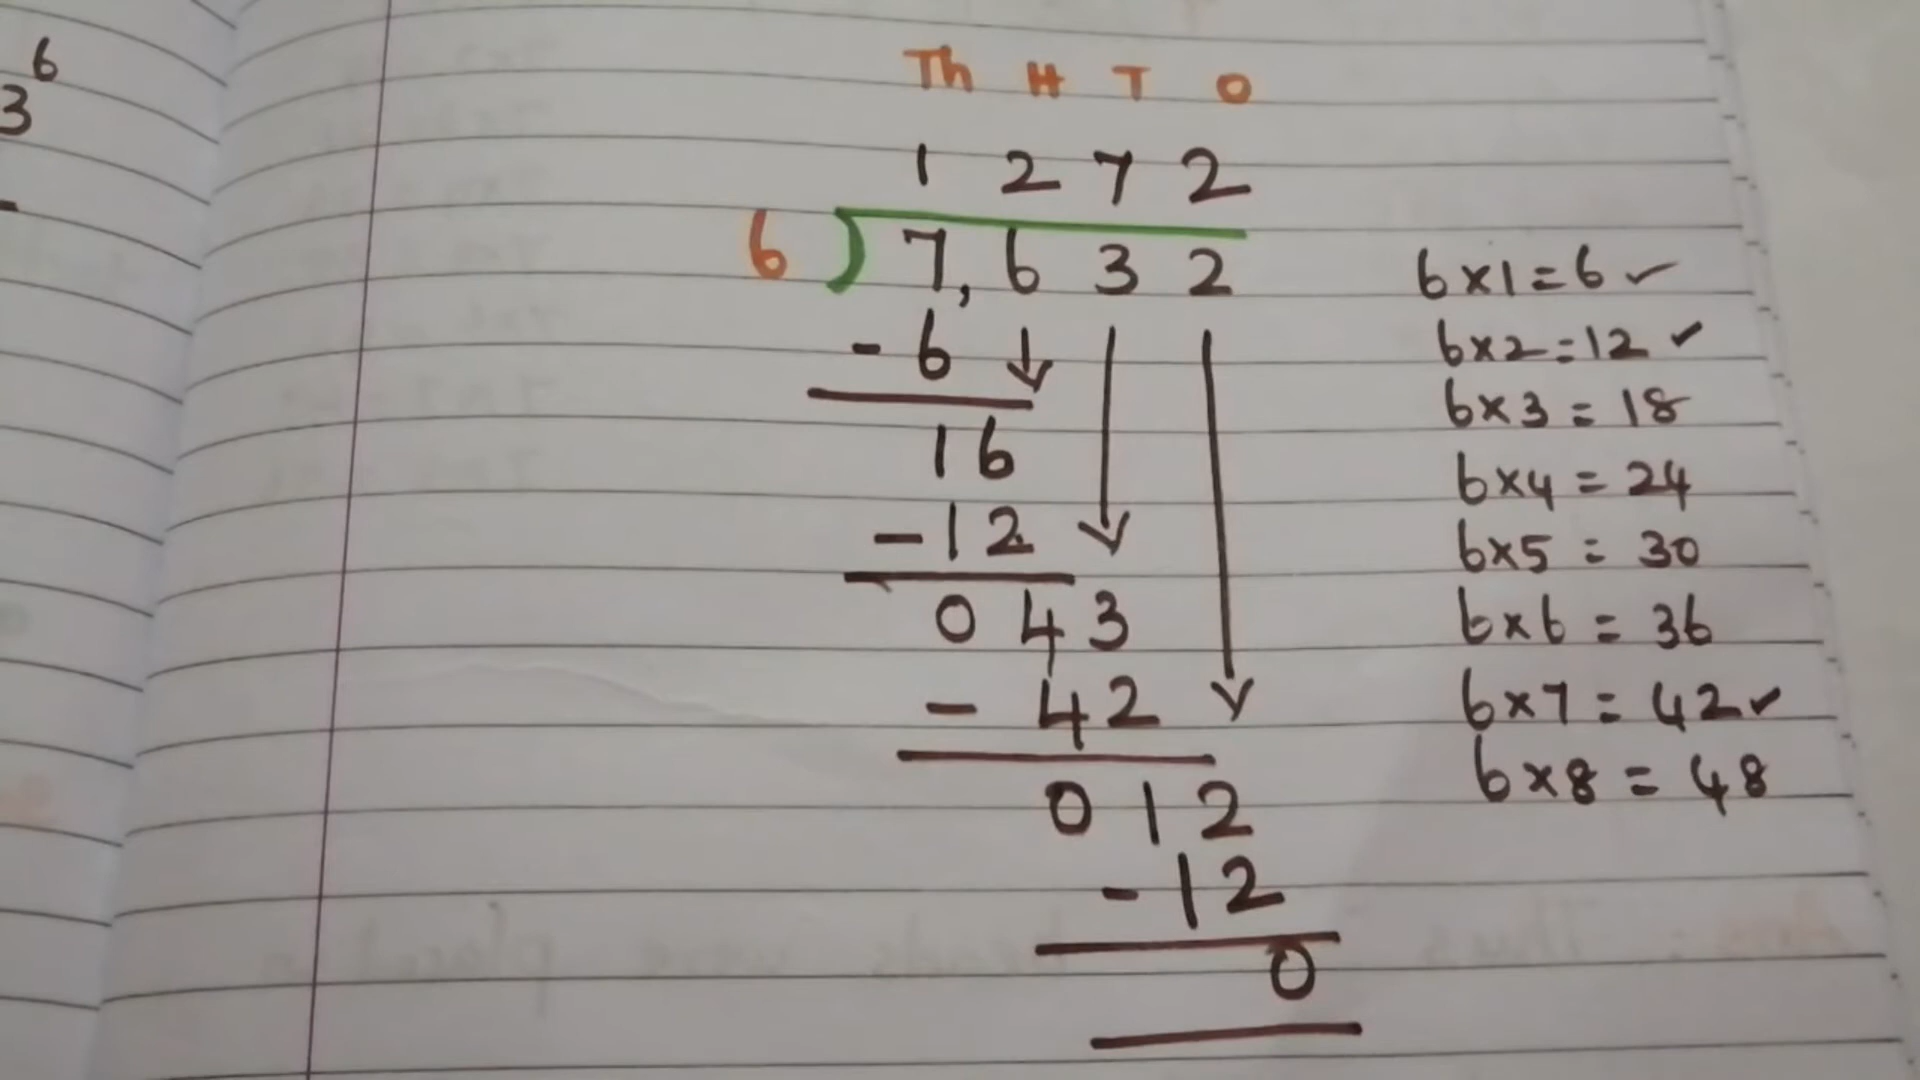 3 6
Th H T O
1 2 7 2
6 ) 7,6 3 2
- 6
16
-12
0 4 3
- 42
0 1 2
- 12
0
6x1=6 ✓
6x2=12 ✓
6x3 = 18
6x4 = 24
6x5 = 30
6x6 = 36
6x7 = 42 ✓
6x8 = 48